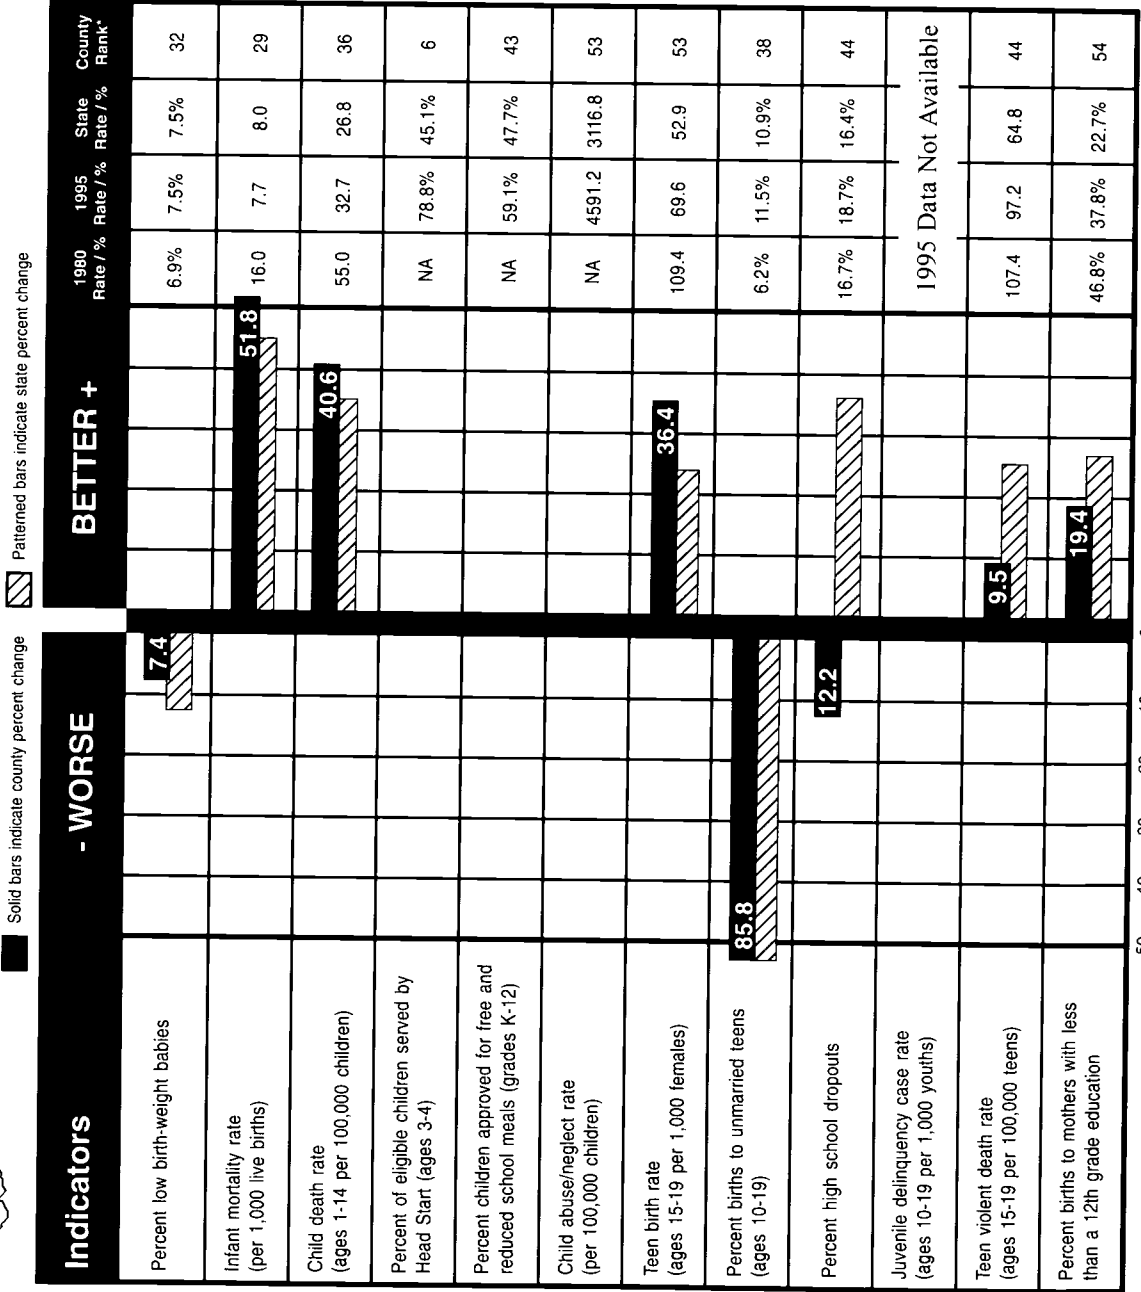 Solid bars indicate county percent change
Patterned bars indicate state percent change
Indicators
- WORSE
BETTER +
1980
Rate / %
1995
Rate / %
State
Rate / %
County
Rank*
Percent low birth-weight babies
7.4
6.9%
7.5%
7.5%
32
Infant mortality rate
(per 1,000 live births)
51.8
16.0
7.7
8.0
29
Child death rate
(ages 1-14 per 100,000 children)
40.6
55.0
32.7
26.8
36
Percent of eligible children served by
Head Start (ages 3-4)
NA
78.8%
45.1%
6
Percent children approved for free and
reduced school meals (grades K-12)
NA
59.1%
47.7%
43
Child abuse/neglect rate
(per 100,000 children)
NA
4591.2
3116.8
53
Teen birth rate
(ages 15-19 per 1,000 females)
36.4
109.4
69.6
52.9
53
Percent births to unmarried teens
(ages 10-19)
85.8
6.2%
11.5%
10.9%
38
Percent high school dropouts
12.2
16.7%
18.7%
16.4%
44
Juvenile delinquency case rate
(ages 10-19 per 1,000 youths)
1995 Data Not Available
Teen violent death rate
(ages 15-19 per 100,000 teens)
9.5
107.4
97.2
64.8
44
Percent births to mothers with less
than a 12th grade education
19.4
46.8%
37.8%
22.7%
54